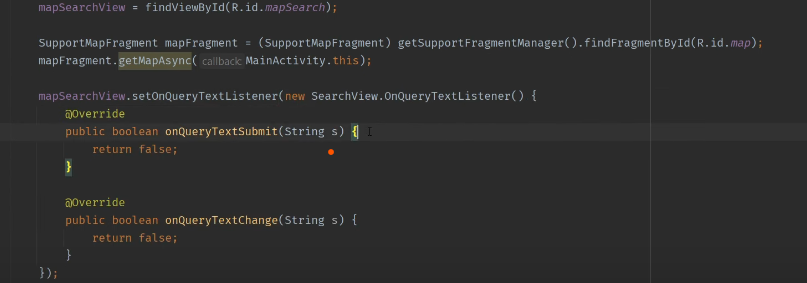 mapSearchView = findViewById(R.id.mapSearch);
SupportMapFragment mapFragment = (SupportMapFragment) getSupportFragmentManager().findFragmentById(R.id.map);
mapFragment.getMapAsync( callback: MainActivity.this);
mapSearchView.setOnQueryTextListener(new SearchView.OnQueryTextListener() {
@Override
public boolean onQueryTextSubmit(String s) {
return false;
}
@Override
public boolean onQueryTextChange(String s) {
return false;
}
});